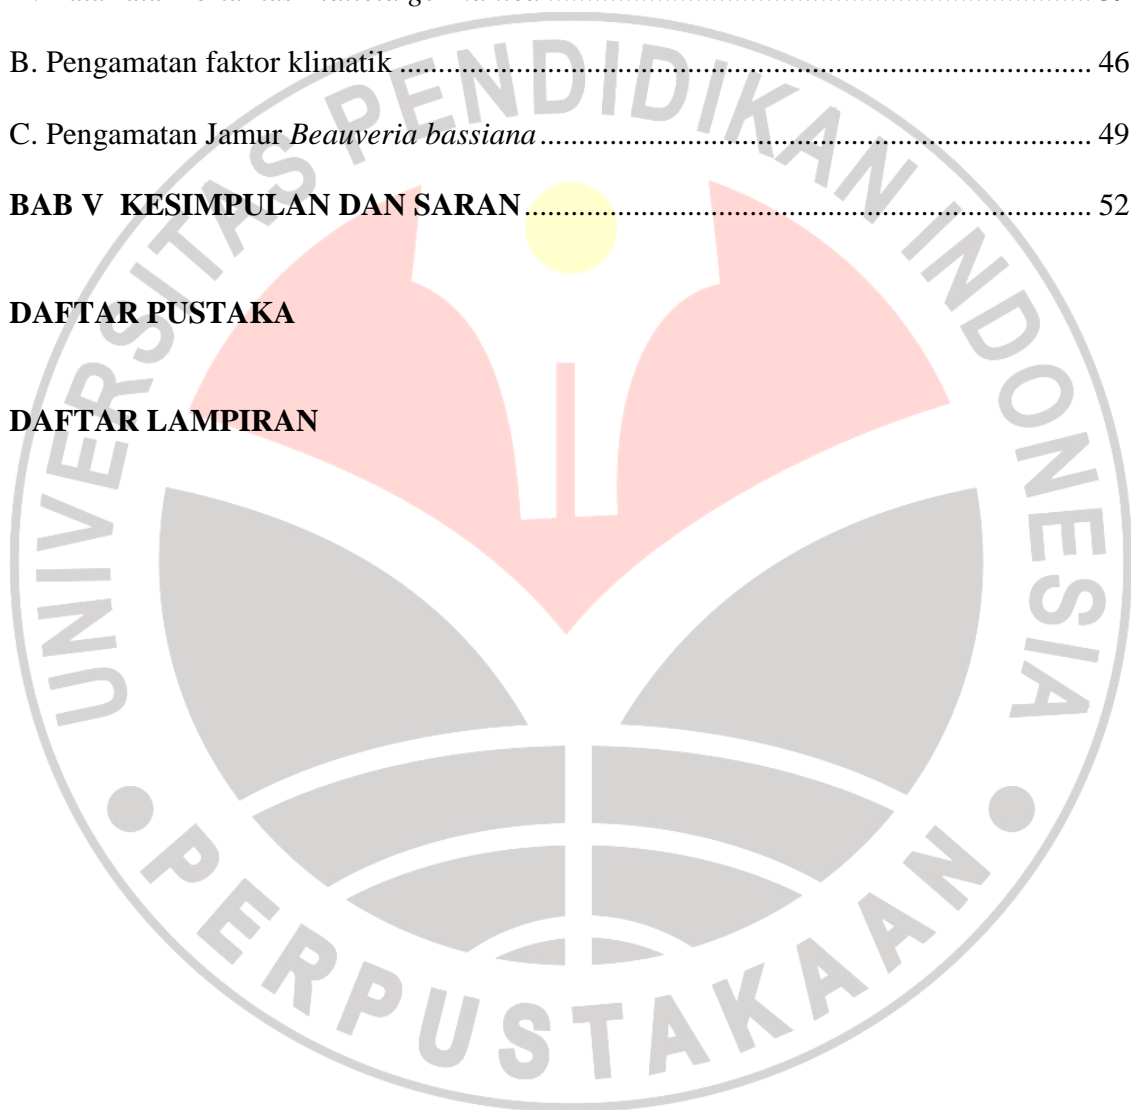 B. Pengamatan faktor klimatik ........................................................................................ 46
C. Pengamatan Jamur Beauveria bassiana ...................................................................... 49
BAB V KESIMPULAN DAN SARAN ........................................................................ 52
DAFTAR PUSTAKA
DAFTAR LAMPIRAN
UNIVERSITAS PENDIDIKAN INDONESIA
PERPUSTAKAAN